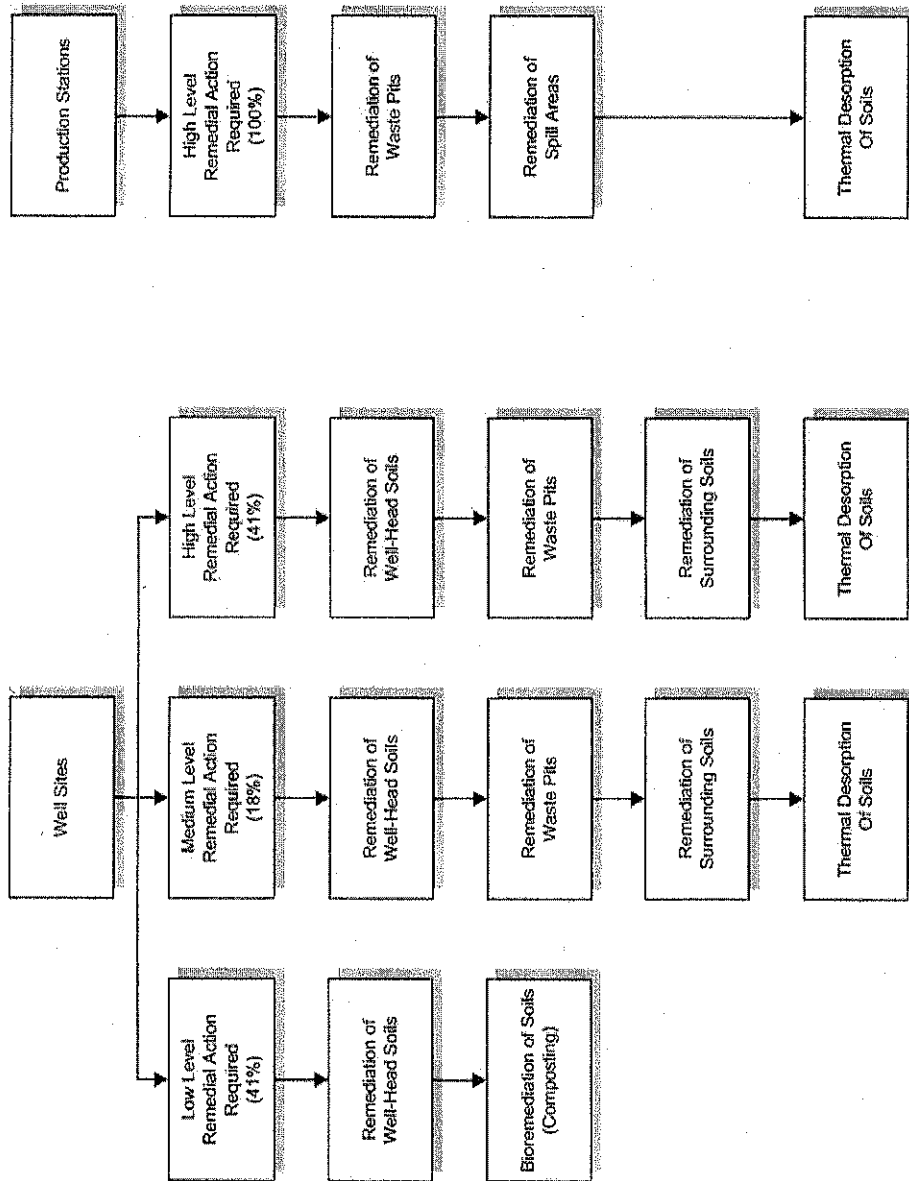 Well Sites
Production Stations
Low Level
Remedial Action
Required
(41%)
Medium Level
Remedial Action
Required
(18%)
High Level
Remedial Action
Required
(41%)
High Level
Remedial Action
Required
(100%)
Remediation of
Well-Head Soils
Remediation of
Well-Head Soils
Remediation of
Well-Head Soils
Remediation of
Waste Pits
Bioremediation of Soils
(Composting)
Remediation of
Waste Pits
Remediation of
Waste Pits
Remediation of
Spill Areas
Remediation of
Surrounding Soils
Remediation of
Surrounding Soils
Thermal Desorption
Of Soils
Thermal Desorption
Of Soils
Thermal Desorption
Of Soils